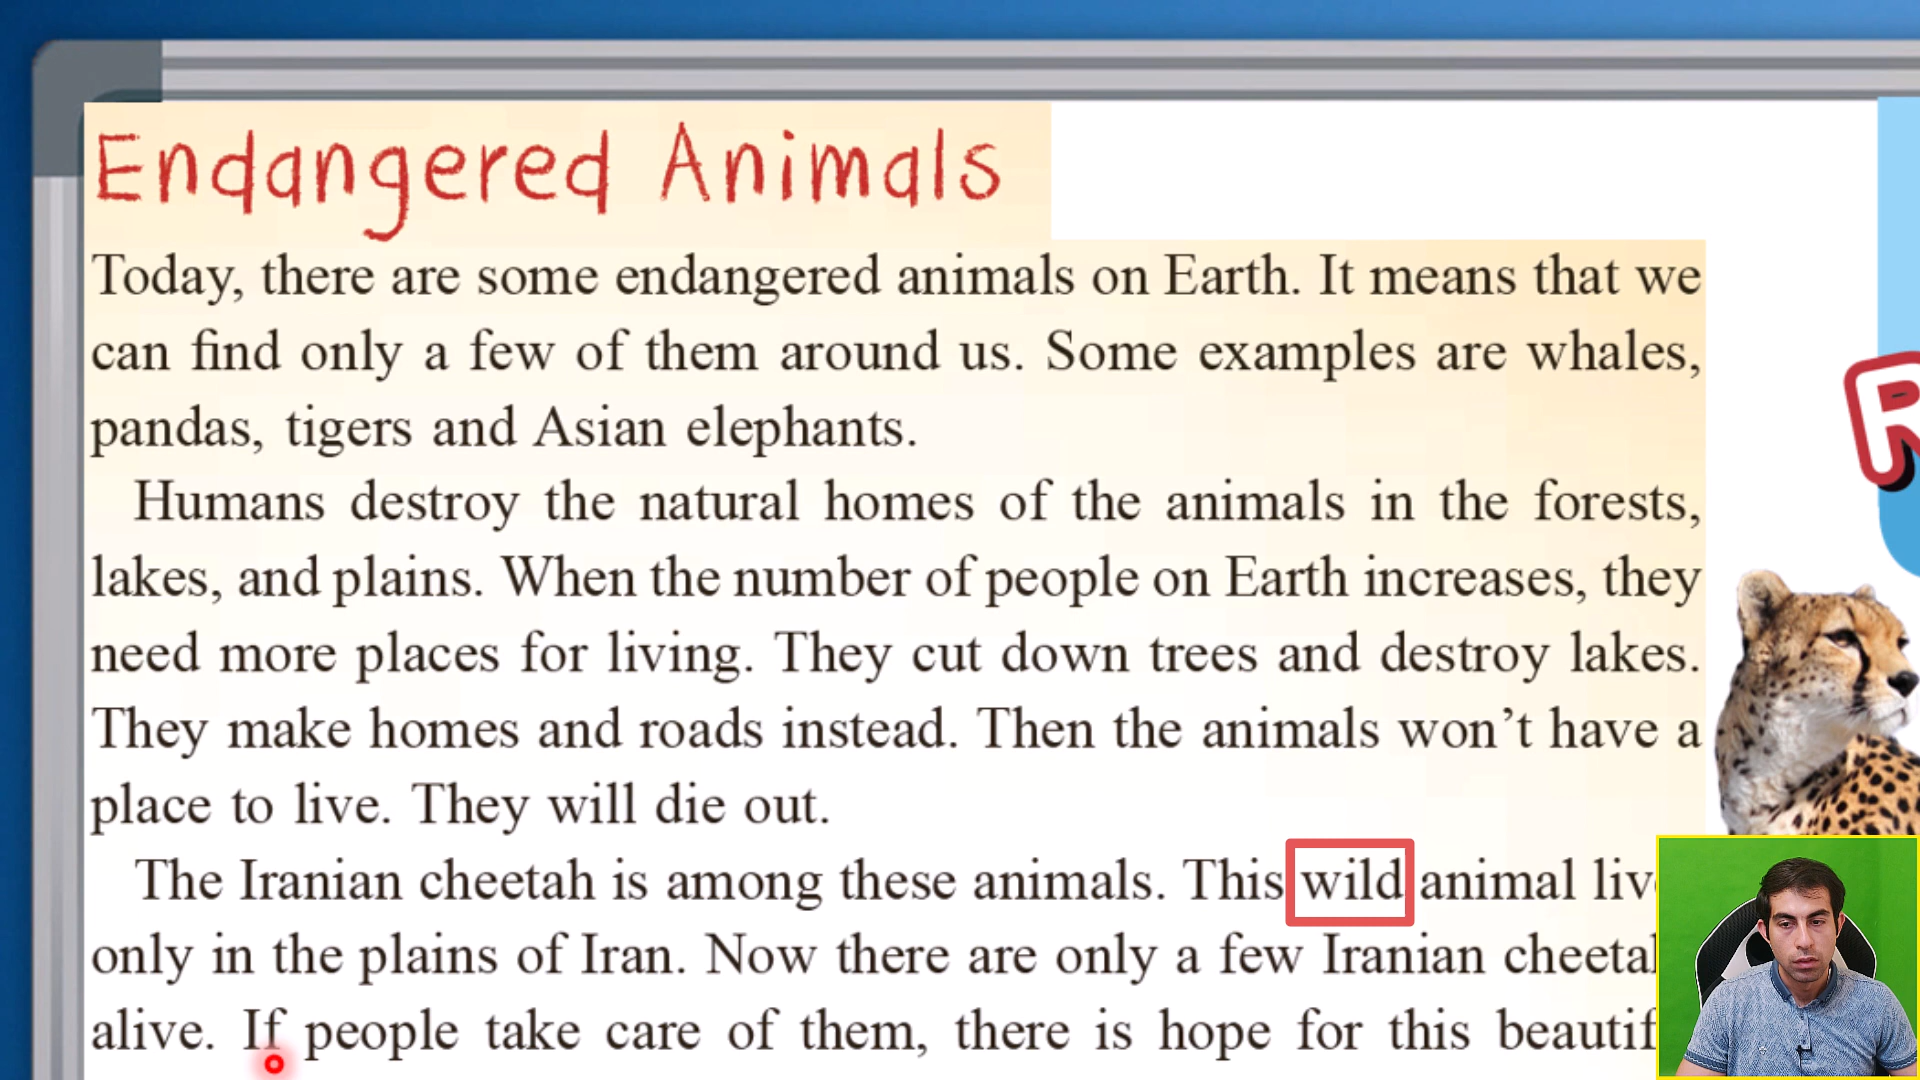 Endangered Animals
Today, there are some endangered animals on Earth. It means that we
can find only a few of them around us. Some examples are whales,
pandas, tigers and Asian elephants.
Humans destroy the natural homes of the animals in the forests,
lakes, and plains. When the number of people on Earth increases, they
need more places for living. They cut down trees and destroy lakes.
They make homes and roads instead. Then the animals won’t have a
place to live. They will die out.
The Iranian cheetah is among these animals. This wild animal
only in the plains of Iran. Now there are only a few Iranian
alive. If people take care of them, there is hope for this